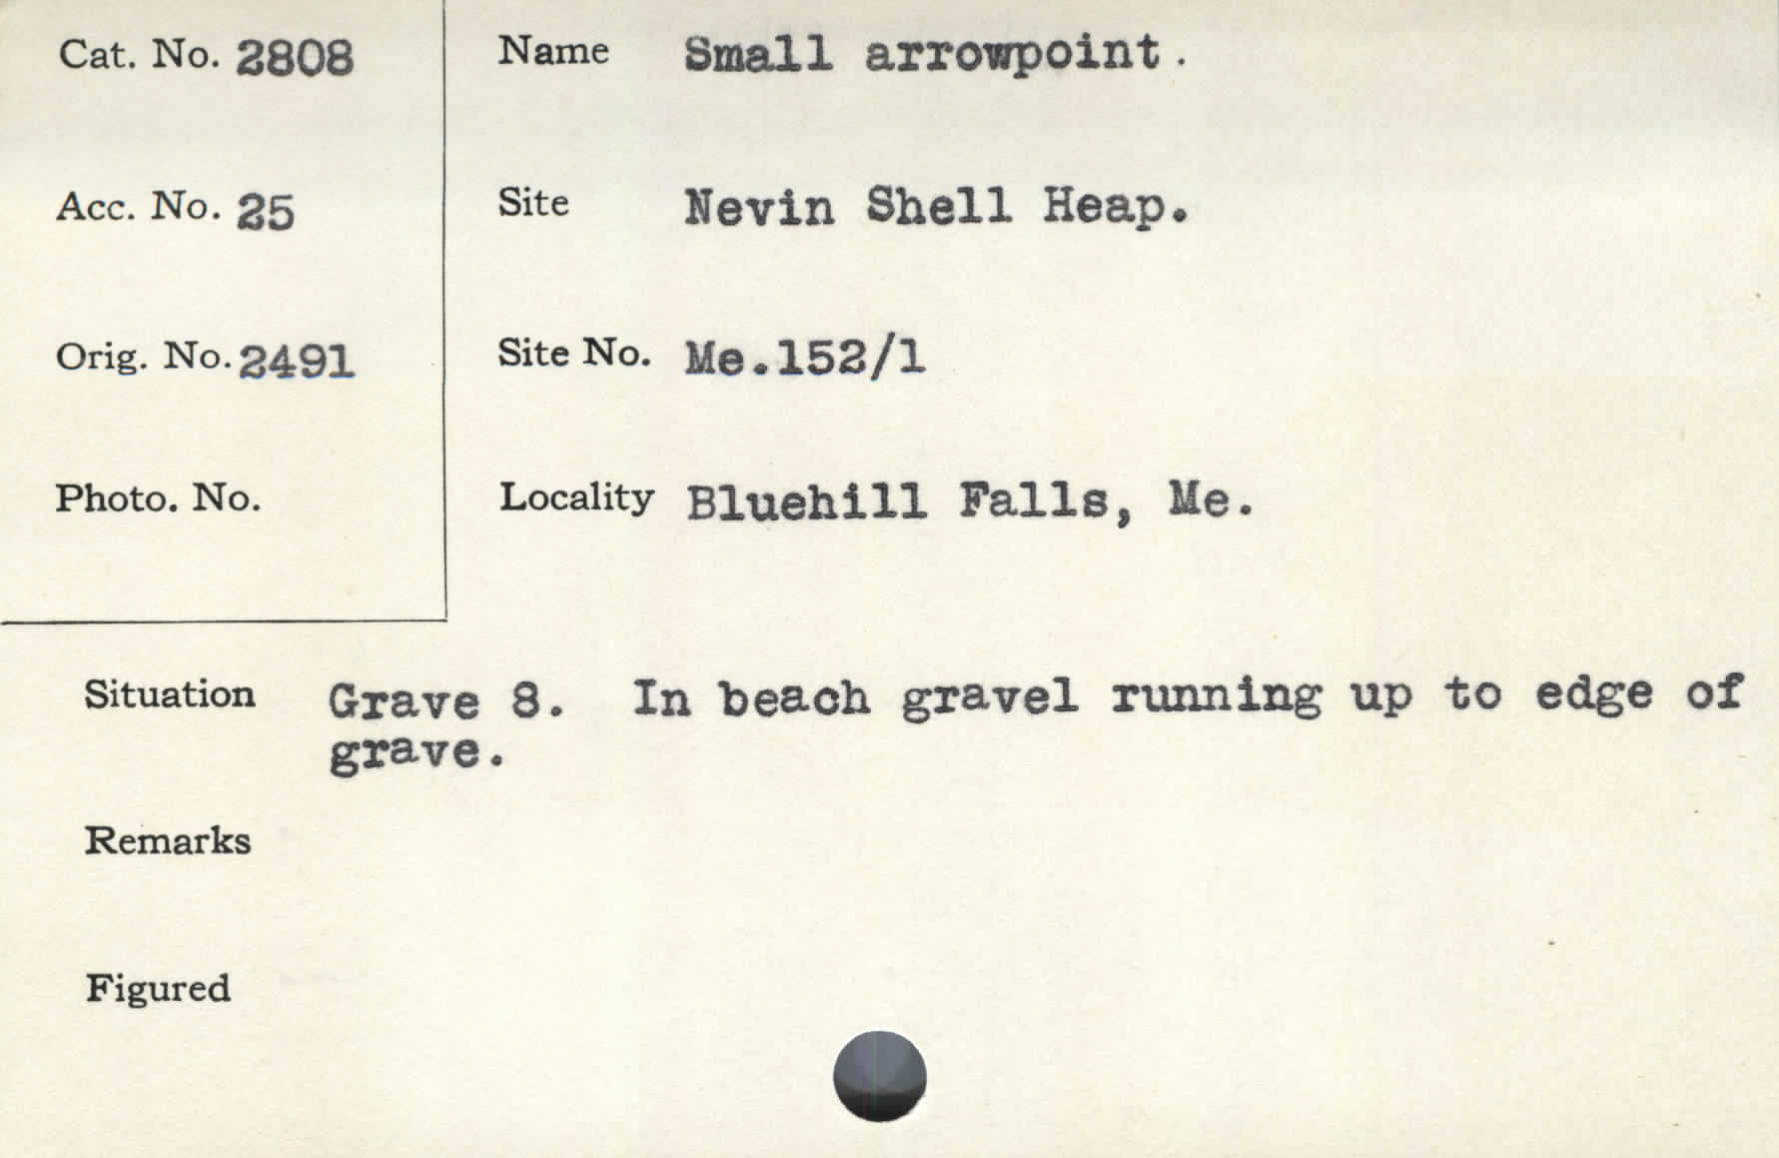 Cat. No. 2808
Name Small arrowpoint.
Acc. No. 25
Site Nevin Shell Heap.
Orig. No. 2491
Site No. Me.152/1
Photo. No.
Locality Bluehill Falls, Me.
Situation Grave 8. In beach gravel running up to edge of
grave.
Remarks
Figured